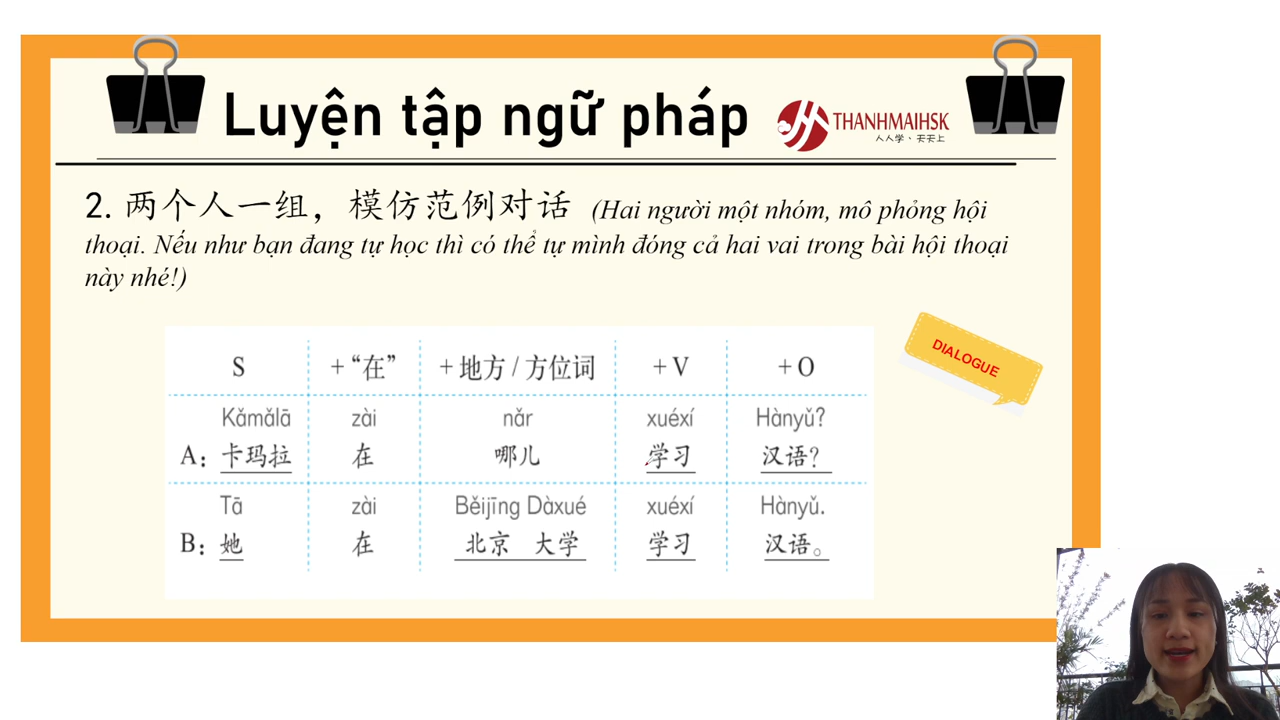 Luyện tập ngữ pháp
THANHMAIHSK
人人学，天天上
2. 两个人一组，模仿范例对话 (Hai người một nhóm, mô phỏng hội
thoại. Nếu như bạn đang tự học thì có thể tự mình đóng cả hai vai trong bài hội thoại
này nhé!)
DIALOGUE
S + “在” + 地方 / 方位词 + V + O
Kǎmǎlā zài nǎr xuéxí Hànyǔ?
A: 卡玛拉 在 哪儿 学习 汉语?
Tā zài Běijīng Dàxué xuéxí Hànyǔ.
B: 她 在 北京 大学 学习 汉语。